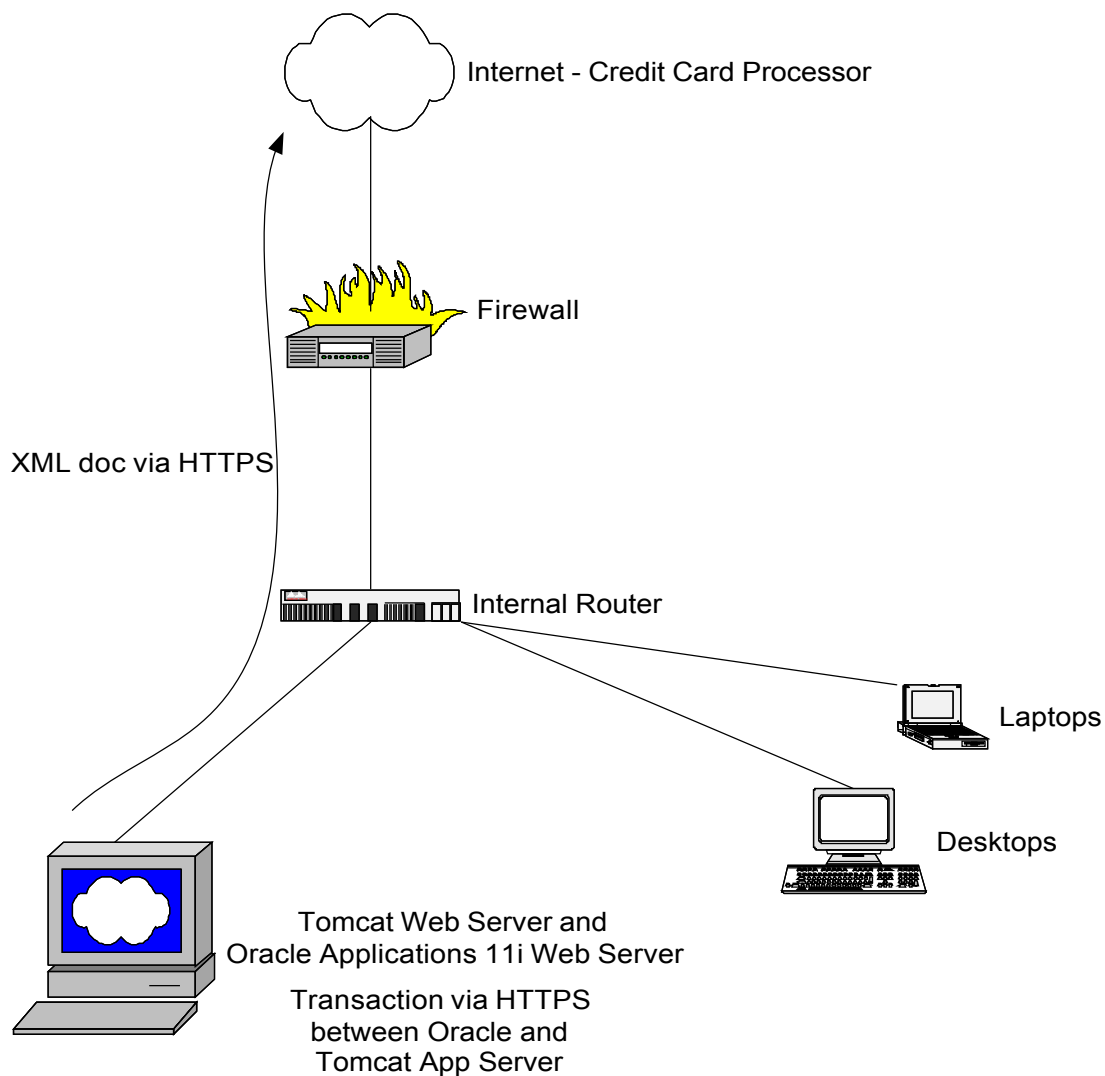 Internet - Credit Card Processor
Firewall
XML doc via HTTPS
Internal Router
Laptops
Desktops
Tomcat Web Server and
Oracle Applications 11i Web Server
Transaction via HTTPS
between Oracle and
Tomcat App Server